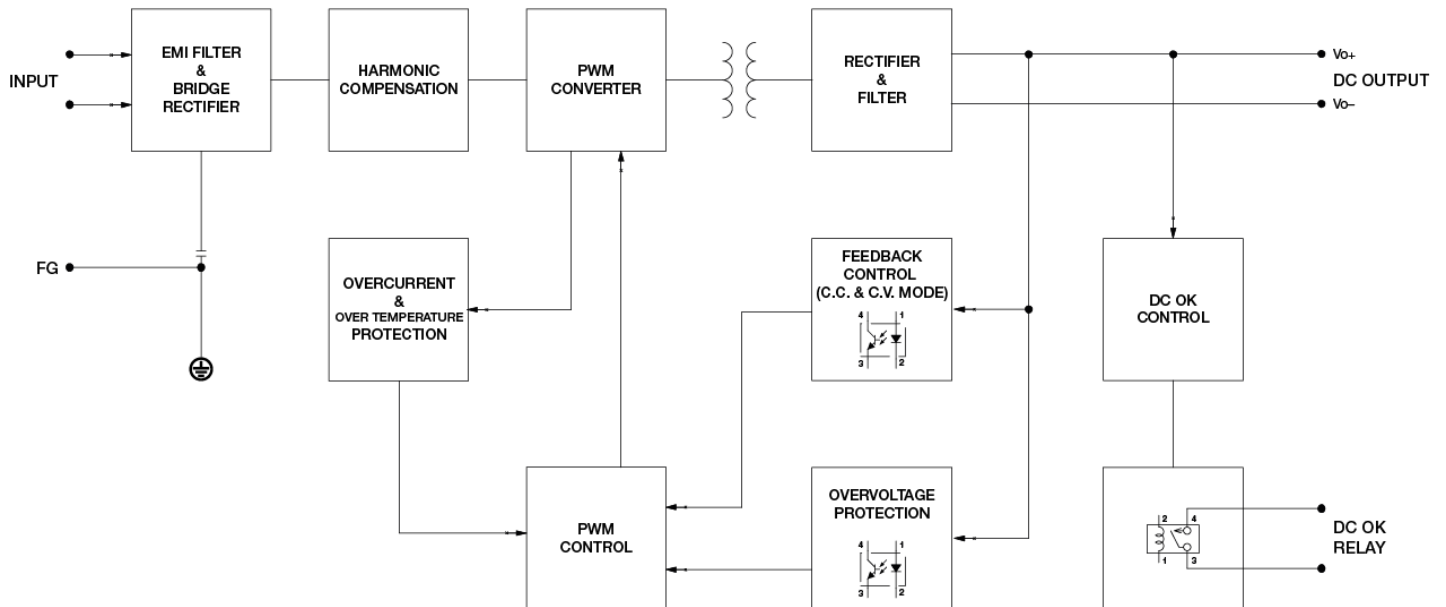 INPUT
EMI FILTER
&
BRIDGE
RECTIFIER
HARMONIC
COMPENSATION
PWM
CONVERTER
RECTIFIER
&
FILTER
Vo+
DC OUTPUT
Vo–
FG
OVERCURRENT
&
OVER TEMPERATURE
PROTECTION
FEEDBACK
CONTROL
(C.C. & C.V. MODE)
4 1
3 2
DC OK
CONTROL
PWM
CONTROL
OVERVOLTAGE
PROTECTION
4 1
3 2
2 4
1 3
DC OK
RELAY